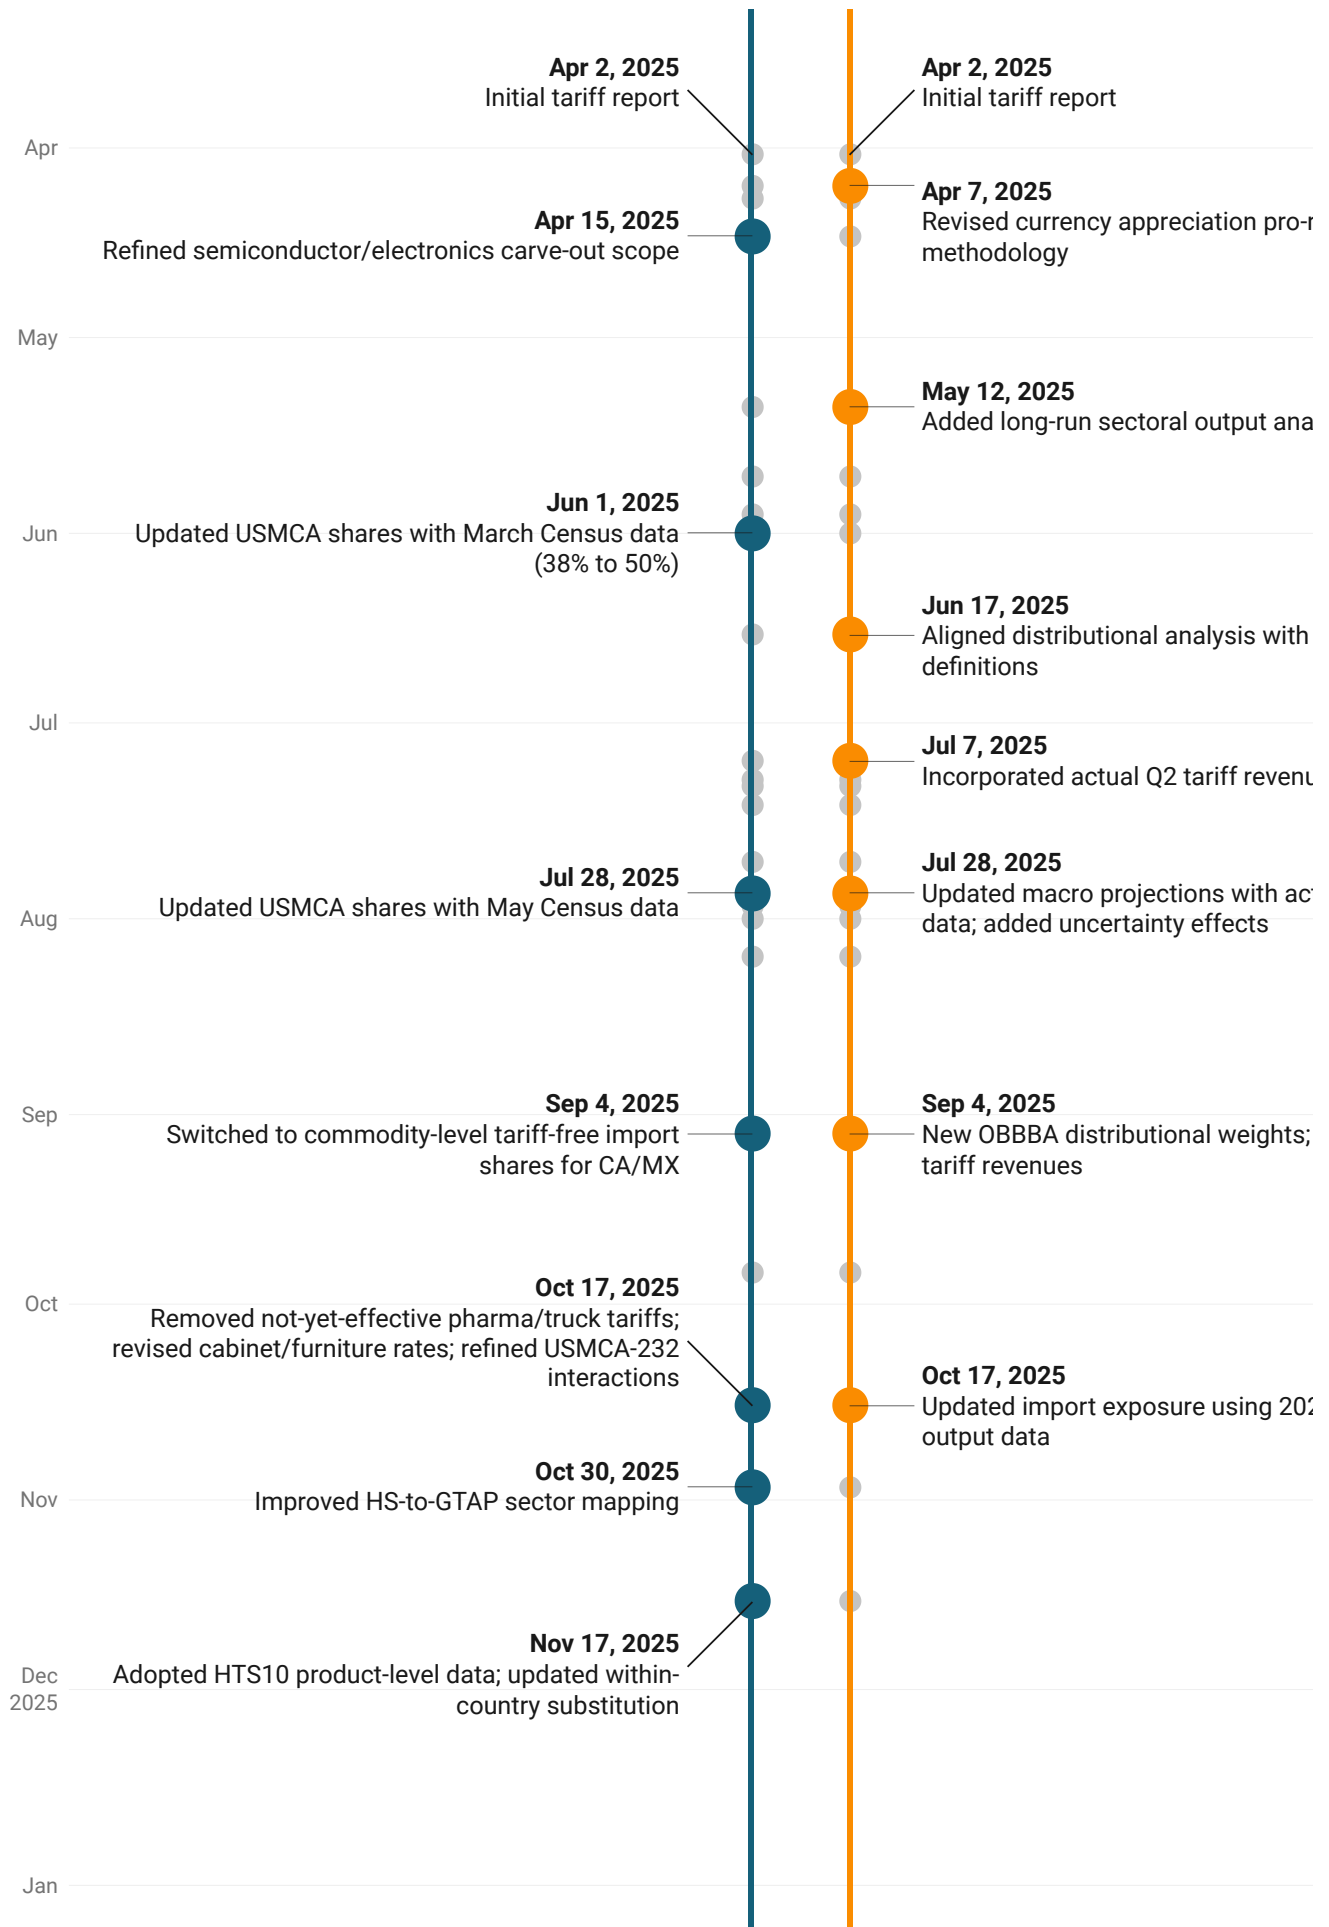 Apr 2, 2025
Initial tariff report
Apr 2, 2025
Initial tariff report
Apr
Apr 7, 2025
Revised currency appreciation
methodology
Apr 15, 2025
Refined semiconductor/electronics carve-out scope
May
May 12, 2025
Added long-run sectoral output
Jun 1, 2025
Updated USMCA shares with March Census data
(38% to 50%)
Jun
Jun 17, 2025
Aligned distributional analysis with
definitions
Jul
Jul 7, 2025
Incorporated actual Q2 tariff
Jul 28, 2025
Updated USMCA shares with May Census data
Jul 28, 2025
Updated macro projections with
data; added uncertainty effects
Aug
Sep
Sep 4, 2025
Switched to commodity-level tariff-free import
shares for CA/MX
Sep 4, 2025
New OBBBA distributional weights;
tariff revenues
Oct
Oct 17, 2025
Removed not-yet-effective pharma/truck tariffs;
revised cabinet/furniture rates; refined USMCA-232
interactions
Oct 17, 2025
Updated import exposure using
output data
Oct 30, 2025
Improved HS-to-GTAP sector mapping
Nov
Nov 17, 2025
Adopted HTS10 product-level data; updated within-
country substitution
Dec
2025
Jan